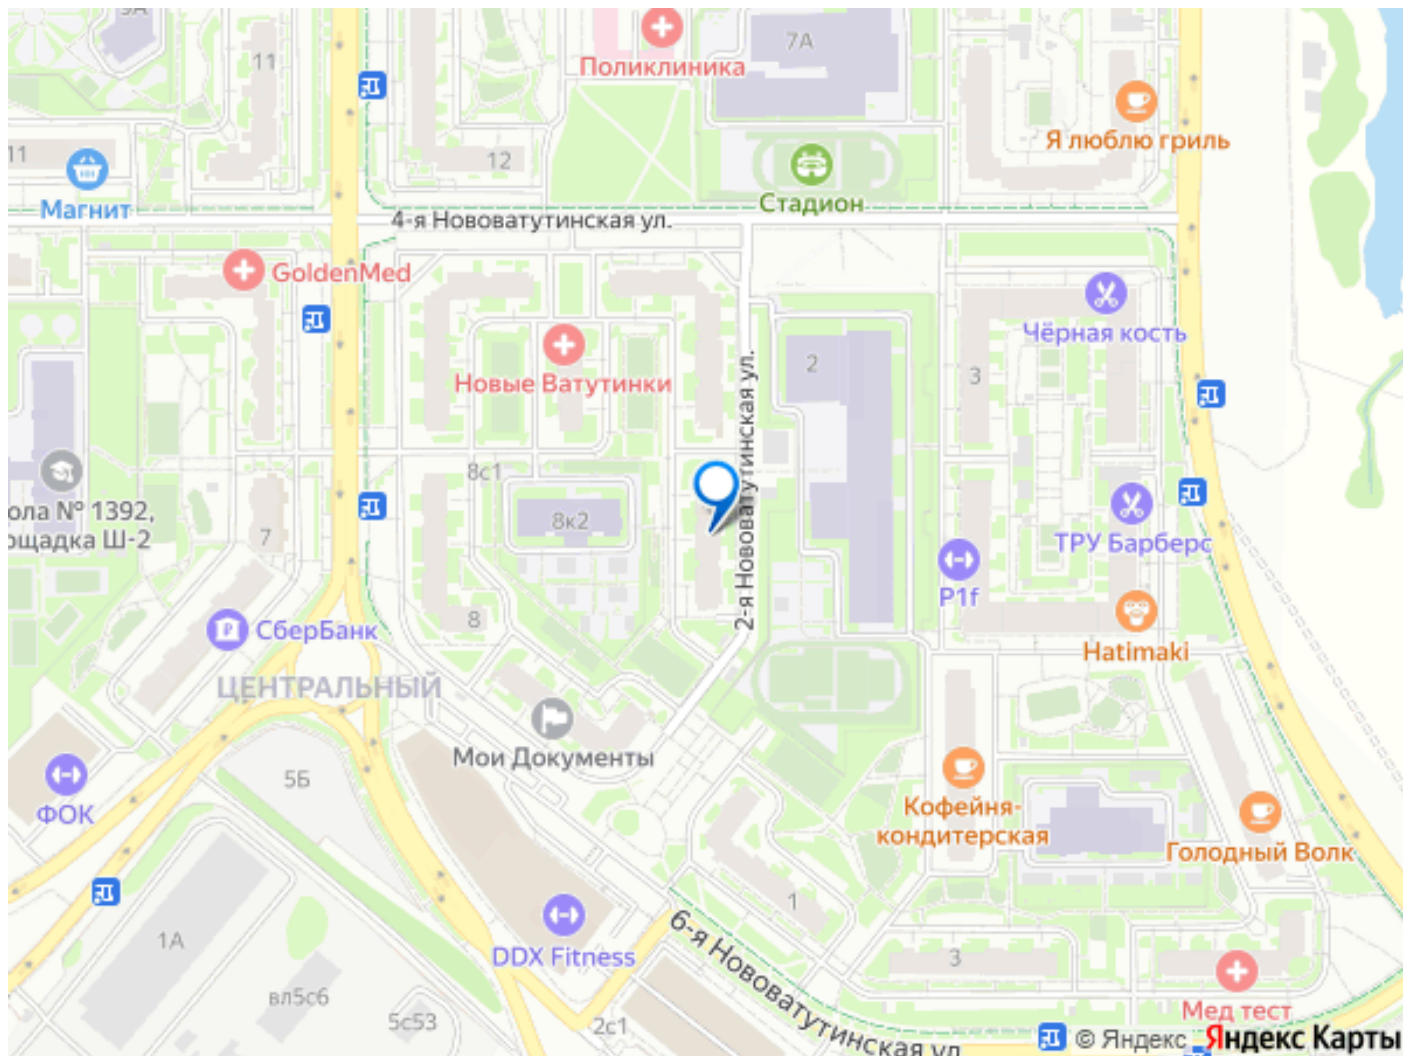 9А
Поликлиника
7А
11
Я люблю гриль
12
11
Магнит
Стадион
4-я Нововатутинская ул.
GoldenMed
Чёрная кость
Новые Ватутинки
2
3
2-я Нововатутинская ул.
8с1
ола № 1392,
ощадка Ш-2
8к2
7
ТРУ Барберс
P1f
8
СберБанк
Hatimaki
ЦЕНТРАЛЬНЫЙ
Мои Документы
5Б
ФОК
Кофейня-
кондитерская
Голодный Волк
1
1А
DDX Fitness
6-я Нововатутинская ул.
3
вл5с6
Мед тест
5с53
2с1
© Яндекс Яндекс Карты